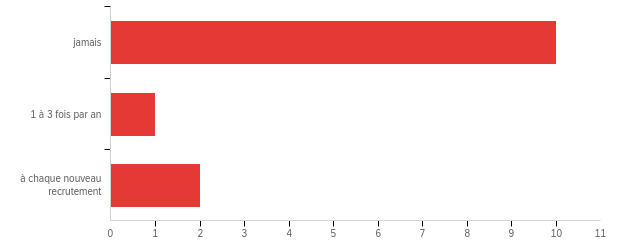 jamais
1 à 3 fois par an
à chaque nouveau
recrutement
0 1 2 3 4 5 6 7 8 9 10 11